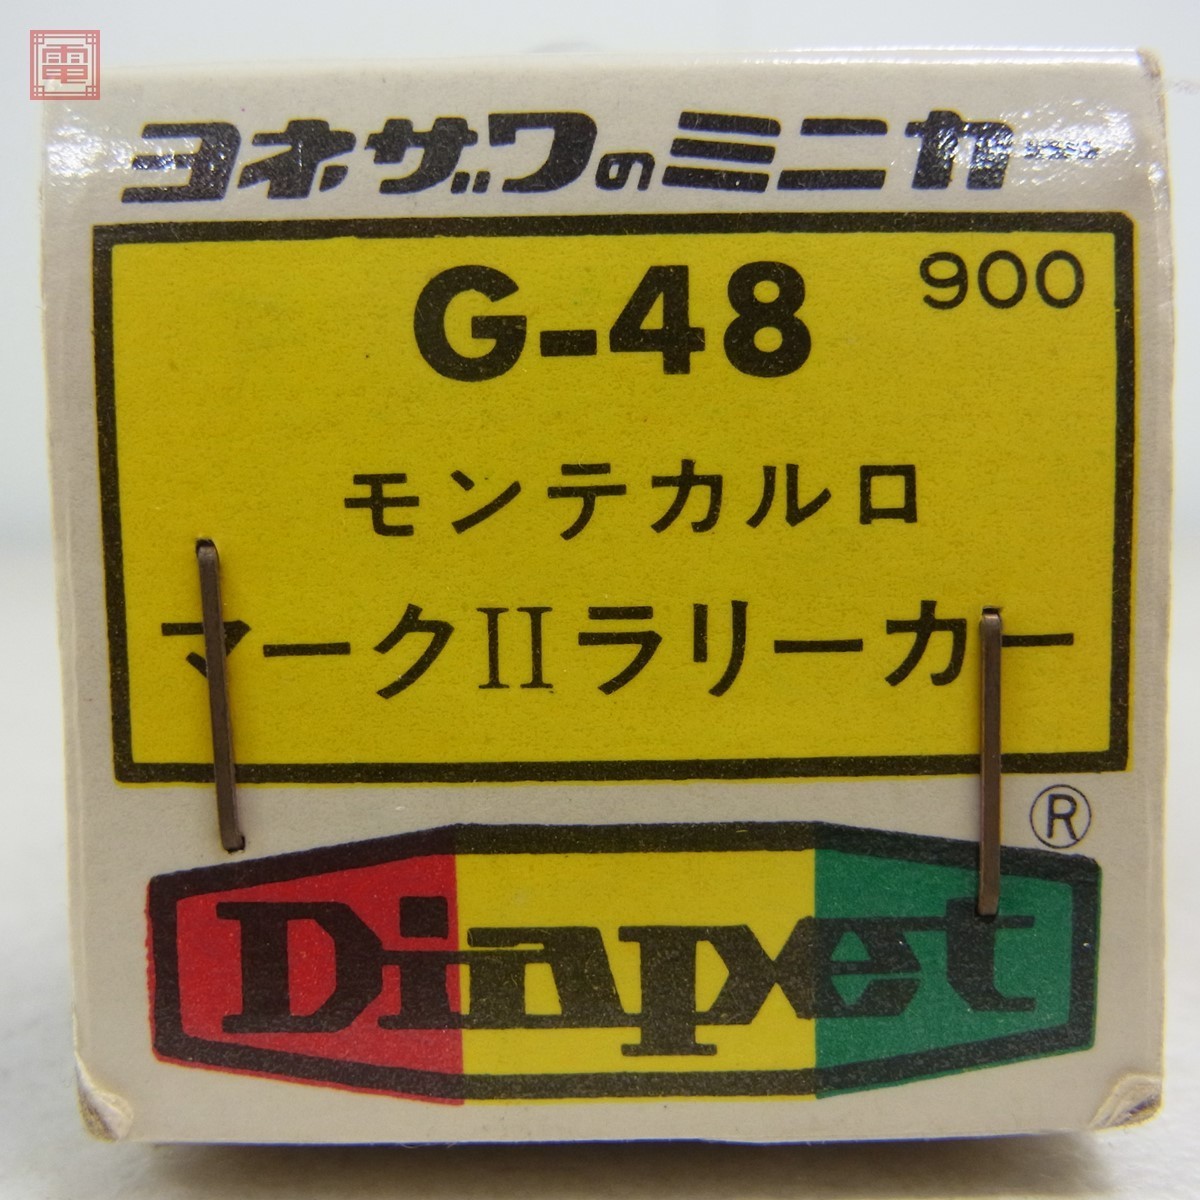 電
ヨネザワのミニカー
G-48
900
モンテカルロ
マークIIラリーカー
®
Diapet